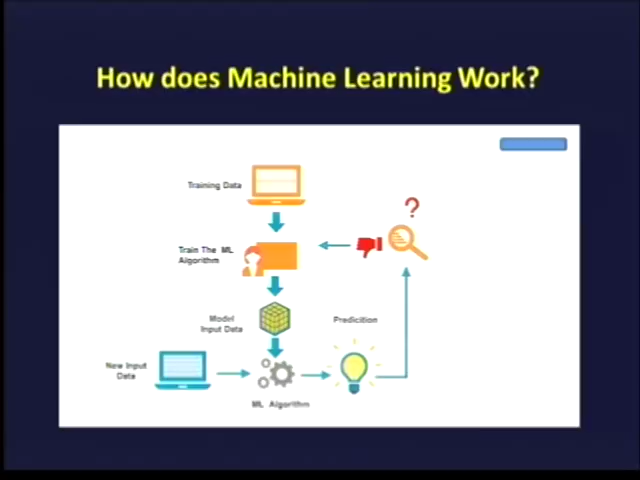 How does Machine Learning Work?
Training Data
?
Train The ML
Algorithm
Model
Input Data
Predicition
New Input
Data
ML Algorithm